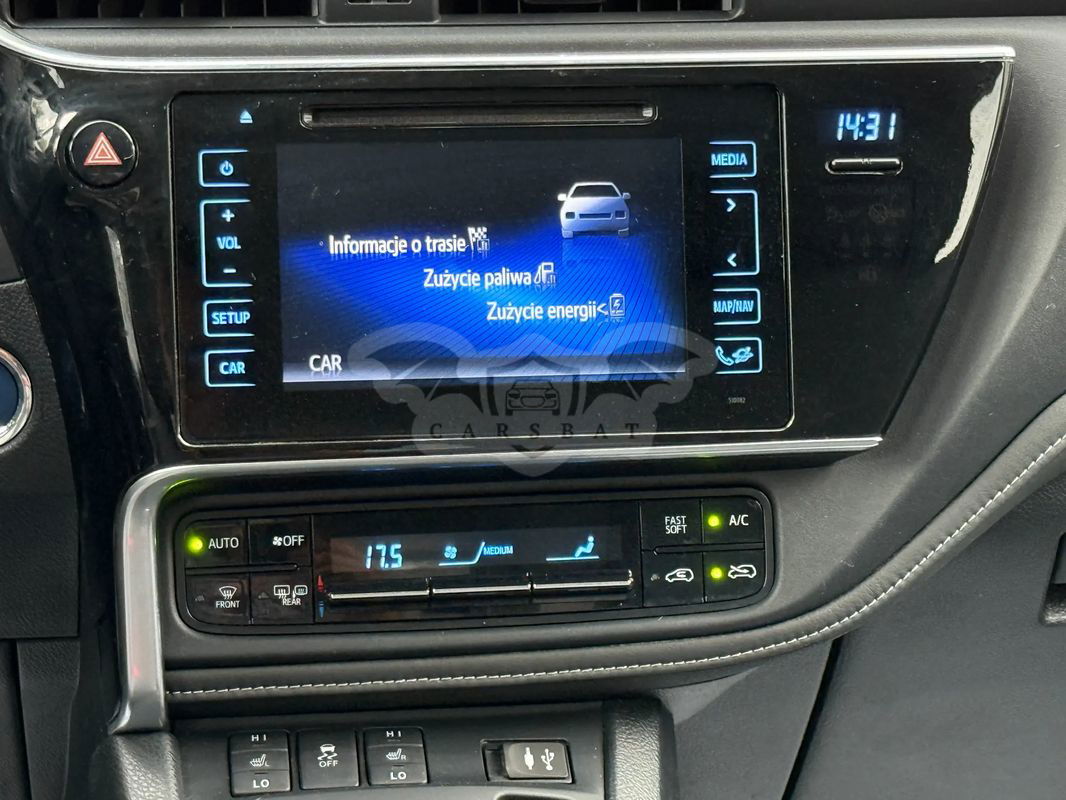 14:31
MEDIA
VOL
Informacje o trasie
Zużycie paliwa
Zużycie energii
SETUP
MAP/NAV
CAR
CAR
510182
CARSBAT
AUTO
OFF
17.5
MEDIUM
FAST
SOFT
A/C
FRONT
REAR
HI
HI
L
OFF
R
LO
LO